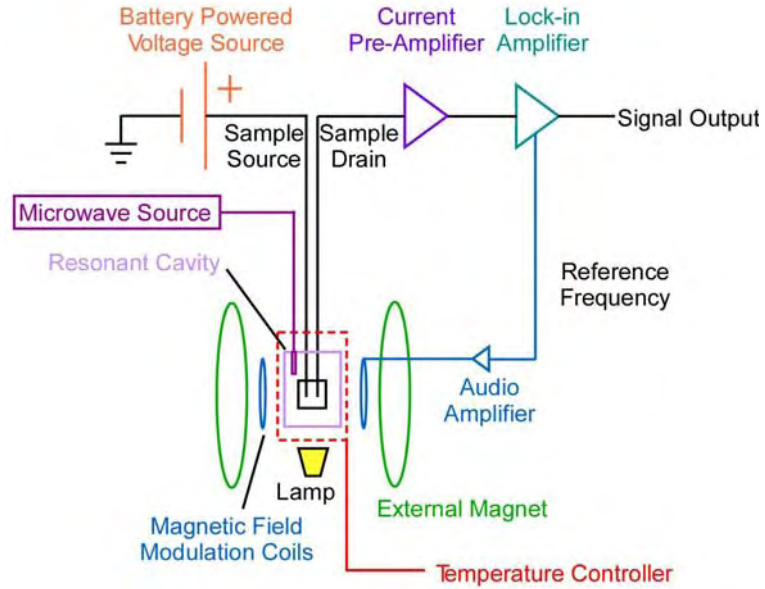 Battery Powered
Voltage Source
Current
Pre-Amplifier
Lock-in
Amplifier
+
Sample
Source
Sample
Drain
Signal Output
Microwave Source
Resonant Cavity
Reference
Frequency
Audio
Amplifier
Lamp
External Magnet
Magnetic Field
Modulation Coils
Temperature Controller